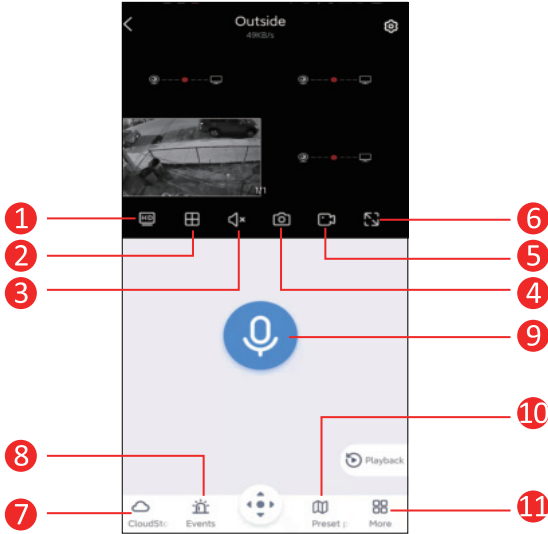 Outside
49KB/s
1/1
HD
1
6
2
5
3
4
9
10
8
Playback
7
CloudSto
Events
Preset p
More
11